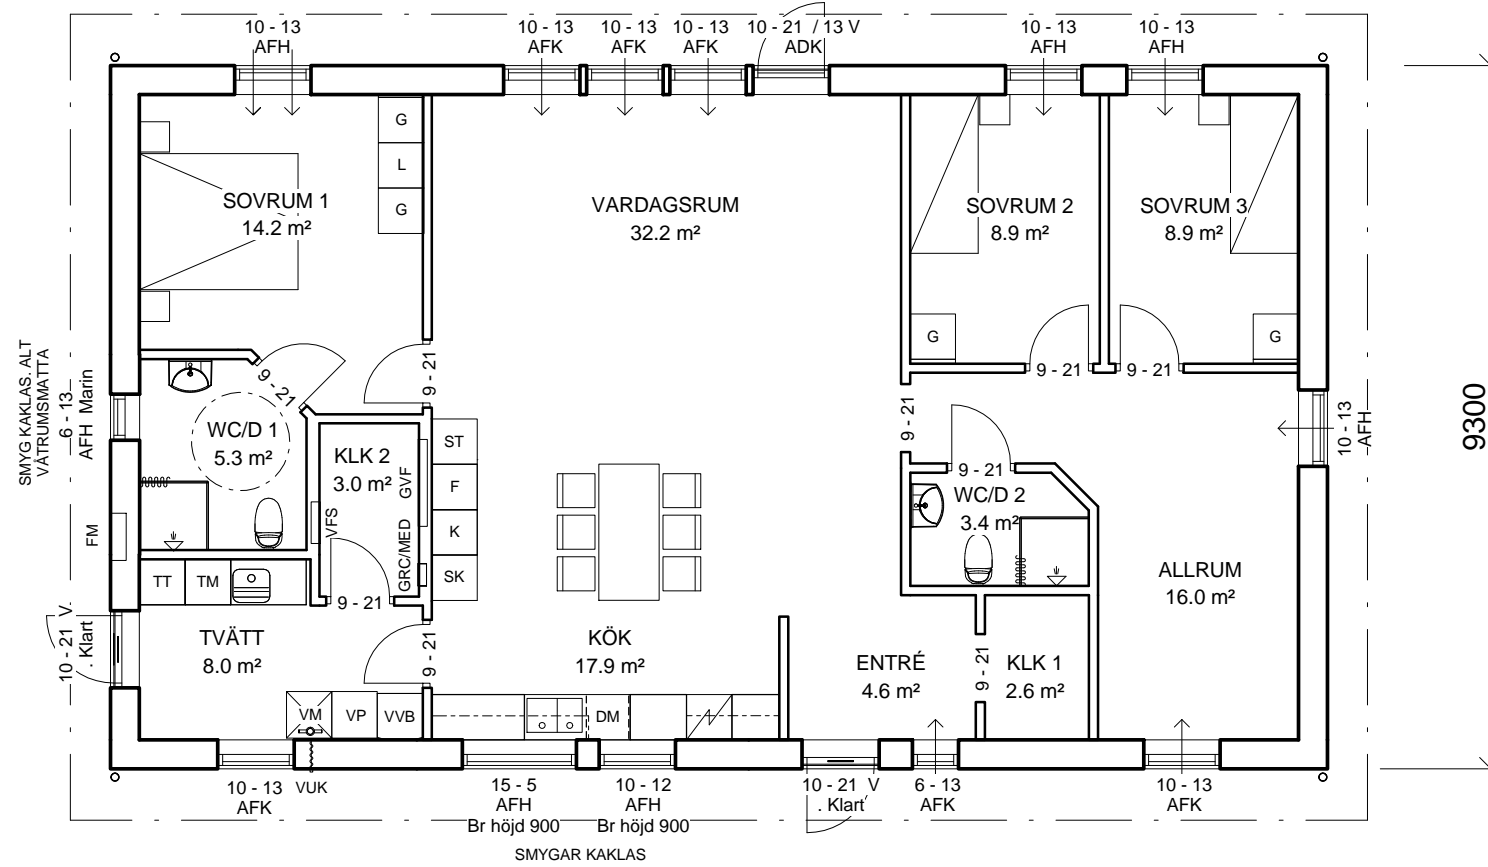 10 - 13
AFH
10 - 13
AFK
10 - 13
AFK
10 - 13
AFK
10 - 21 / 13 V
ADK
10 - 13
AFH
10 - 13
AFH
G
L
G
SOVRUM 1
14.2 m²
VARDAGSRUM
32.2 m²
SOVRUM 2
8.9 m²
SOVRUM 3
8.9 m²
G
G
9 - 21
9 - 21
9 - 21
9 - 21
9 - 21
SMYG KAKLAS. ALT
VÅTRUMSMATTA
6 - 13
AFH Marin
10 - 13
AFH
9300
WC/D 1
5.3 m²
KLK 2
3.0 m²
GVF
VFS
GRC/MED
ST
F
K
SK
9 - 21
WC/D 2
3.4 m²
FM
TT
TM
9 - 21
ALLRUM
16.0 m²
10 - 21 V
. Klart
TVÄTT
8.0 m²
9 - 21
KÖK
17.9 m²
ENTRÉ
4.6 m²
9 - 21
KLK 1
2.6 m²
VM
VP
VVB
DM
10 - 13
AFK
VUK
15 - 5
AFH
Br höjd 900
10 - 12
AFH
Br höjd 900
10 - 21 V
. Klart
6 - 13
AFK
10 - 13
AFK
SMYGAR KAKLAS